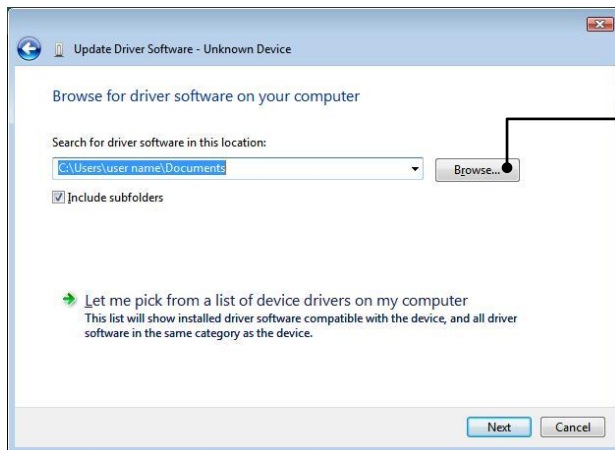 Update Driver Software - Unknown Device
Browse for driver software on your computer
Search for driver software in this location:
C:\Users\user name\Documents
Browse...
Include subfolders
Let me pick from a list of device drivers on my computer
This list will show installed driver software compatible with the device, and all driver
software in the same category as the device.
Next
Cancel